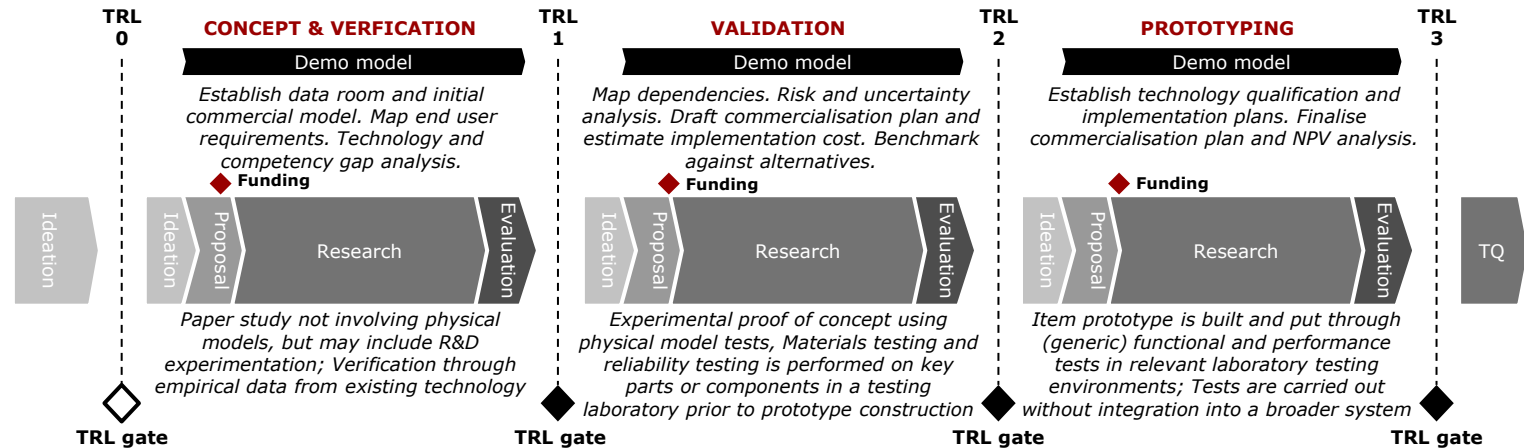 TRL
0
CONCEPT & VERFICATION
TRL
1
VALIDATION
TRL
2
PROTOTYPING
TRL
3
Demo model
Demo model
Demo model
Establish data room and initial
commercial model. Map end user
requirements. Technology and
competency gap analysis.
Map dependencies. Risk and uncertainty
analysis. Draft commercialisation plan and
estimate implementation cost. Benchmark
against alternatives.
Establish technology qualification and
implementation plans. Finalise
commercialisation plan and NPV analysis.
Funding
Funding
Funding
Ideation
Ideation
Proposal
Research
Evaluation
Ideation
Proposal
Research
Evaluation
Ideation
Proposal
Research
Evaluation
TQ
Paper study not involving physical
models, but may include R&D
experimentation; Verification through
empirical data from existing technology
Experimental proof of concept using
physical model tests, Materials testing and
reliability testing is performed on key
parts or components in a testing
laboratory prior to prototype construction
Item prototype is built and put through
(generic) functional and performance
tests in relevant laboratory testing
environments; Tests are carried out
without integration into a broader system
TRL gate
TRL gate
TRL gate
TRL gate